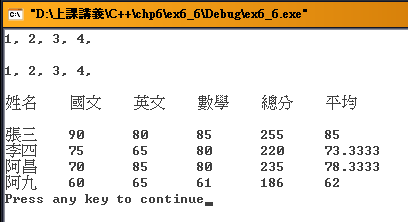 "D:\上課講義\C++\chp6\ex6_6\Debug\ex6_6.exe"
1, 2, 3, 4,
1, 2, 3, 4,
姓名 國文 英文 數學 總分 平均
張三 90 80 85 255 85
李四 75 65 80 220 73.3333
阿昌 70 85 80 235 78.3333
阿九 60 65 61 186 62
Press any key to continue_